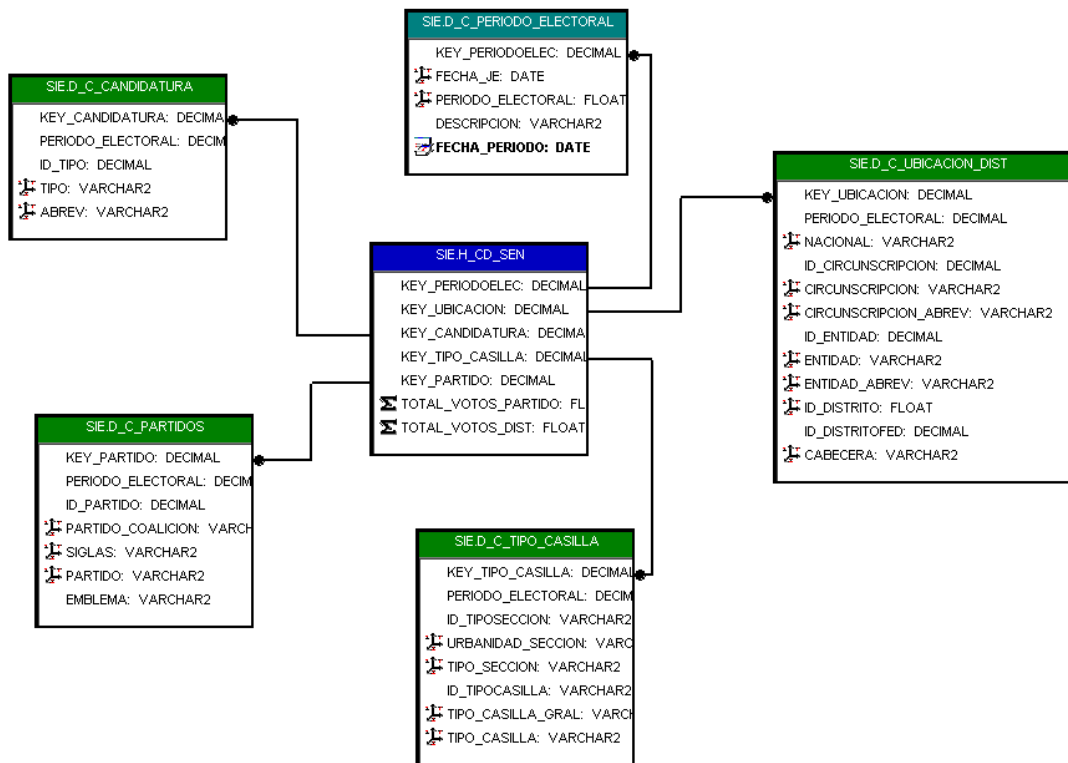 SIE.D_C_PERIODO_ELECTORAL
KEY_PERIODOELEC: DECIMAL
FECHA_JE: DATE
PERIODO_ELECTORAL: FLOAT
DESCRIPCION: VARCHAR2
FECHA_PERIODO: DATE
SIE.D_C_CANDIDATURA
KEY_CANDIDATURA: DECIMA
PERIODO_ELECTORAL: DECIM
ID_TIPO: DECIMAL
TIPO: VARCHAR2
ABREV: VARCHAR2
SIE.D_C_UBICACION_DIST
KEY_UBICACION: DECIMAL
PERIODO_ELECTORAL: DECIMAL
NACIONAL: VARCHAR2
ID_CIRCUNSCRIPCION: DECIMAL
CIRCUNSCRIPCION: VARCHAR2
CIRCUNSCRIPCION_ABREV: VARCHAR2
ID_ENTIDAD: DECIMAL
ENTIDAD: VARCHAR2
ENTIDAD_ABREV: VARCHAR2
ID_DISTRITO: FLOAT
ID_DISTRITOFED: DECIMAL
CABECERA: VARCHAR2
SIE.H_CD_SEN
KEY_PERIODOELEC: DECIMAL
KEY_UBICACION: DECIMAL
KEY_CANDIDATURA: DECIMA
KEY_TIPO_CASILLA: DECIMAL
KEY_PARTIDO: DECIMAL
TOTAL_VOTOS_PARTIDO: FL
TOTAL_VOTOS_DIST: FLOAT
SIE.D_C_PARTIDOS
KEY_PARTIDO: DECIMAL
PERIODO_ELECTORAL: DECIM
ID_PARTIDO: DECIMAL
PARTIDO_COALICION: VARCH
SIGLAS: VARCHAR2
PARTIDO: VARCHAR2
EMBLEMA: VARCHAR2
SIE.D_C_TIPO_CASILLA
KEY_TIPO_CASILLA: DECIMAL
PERIODO_ELECTORAL: DECIM
ID_TIPOSECCION: VARCHAR2
URBANIDAD_SECCION: VARC
TIPO_SECCION: VARCHAR2
ID_TIPOCASILLA: VARCHAR2
TIPO_CASILLA_GRAL: VARCH
TIPO_CASILLA: VARCHAR2